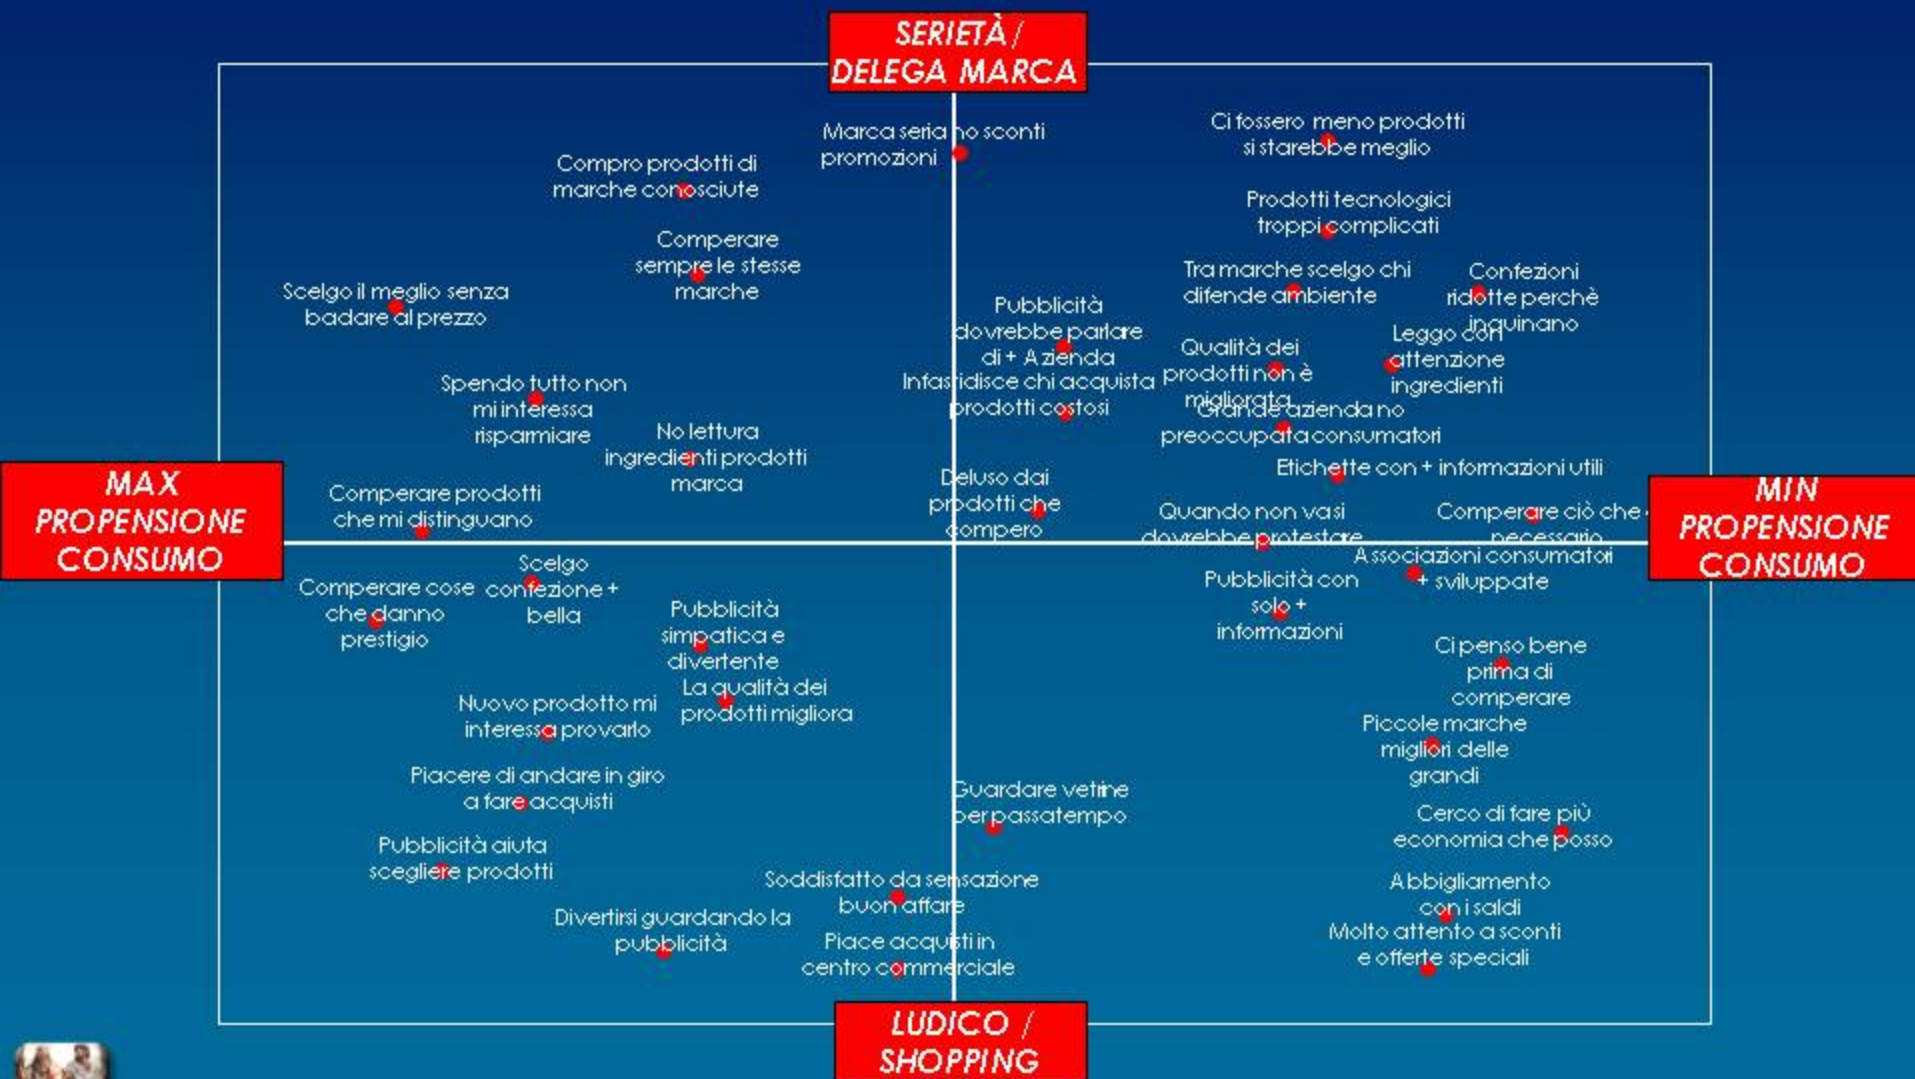 SERIETÀ /
DELEGA MARCA
Marca seria no sconti
promozioni
Ci fossero meno prodotti
si starebbe meglio
Compro prodotti di
marche conosciute
Prodotti tecnologici
troppi complicati
Comperare
sempre le stesse
marche
Tra marche scelgo chi
difende ambiente
Confezioni
ridotte perchè
inquinano
Scelgo il meglio senza
badare al prezzo
Pubblicità
dovrebbe parlare
di + Azienda
Leggo con
attenzione
ingredienti
Qualità dei
prodotti non è
migliorata
Spendo tutto non
mi interessa
risparmiare
Infastidisce chi acquista
prodotti costosi
Grande azienda no
preoccupata consumatori
No lettura
ingredienti prodotti
marca
Etichette con + informazioni utili
MAX
PROPENSIONE
CONSUMO
Comperare prodotti
che mi distinguano
Deluso dai
prodotti che
compero
Quando non va si
dovrebbe protestare
Comperare ciò che
necessario
MIN
PROPENSIONE
CONSUMO
Associazioni consumatori
+ sviluppate
Comperare cose
che danno
prestigio
Scelgo
confezione +
bella
Pubblicità con
solo +
informazioni
Pubblicità
simpatica e
divertente
Ci penso bene
prima di
comperare
La qualità dei
prodotti migliora
Nuovo prodotto mi
interessa provarlo
Piccole marche
migliori delle
grandi
Piacere di andare in giro
a fare acquisti
Guardare vetrine
per passatempo
Cerco di fare più
economia che posso
Pubblicità aiuta
scegliere prodotti
Soddisfatto da sensazione
buon affare
Abbigliamento
con i saldi
Divertirsi guardando la
pubblicità
Piace acquisti in
centro commerciale
Molto attento a sconti
e offerte speciali
LUDICO /
SHOPPING